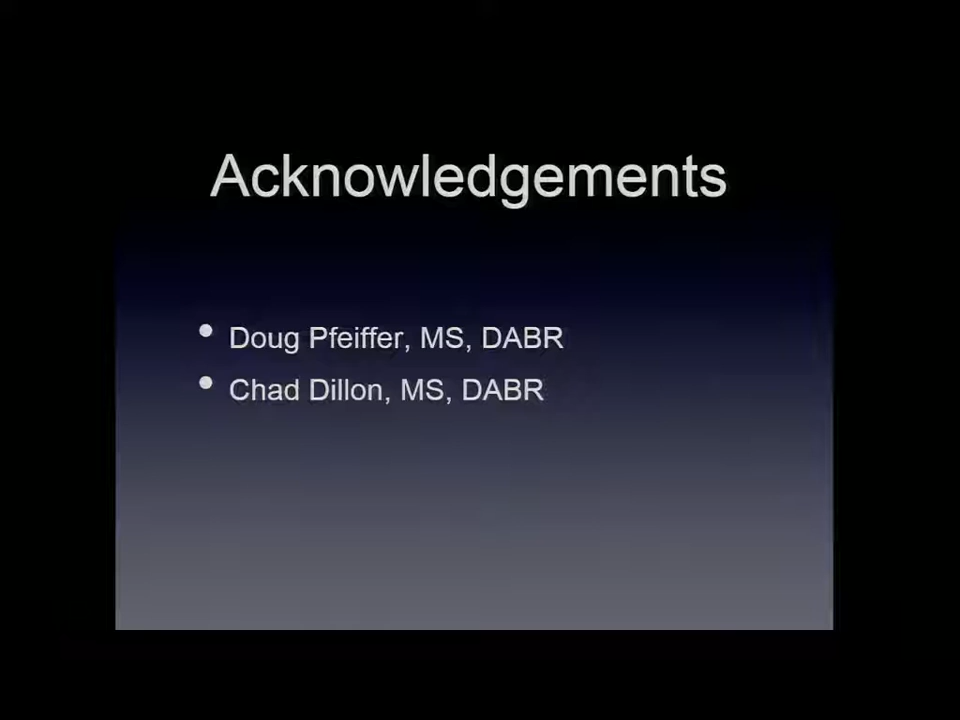 Acknowledgements
• Doug Pfeiffer, MS, DABR
• Chad Dillon, MS, DABR